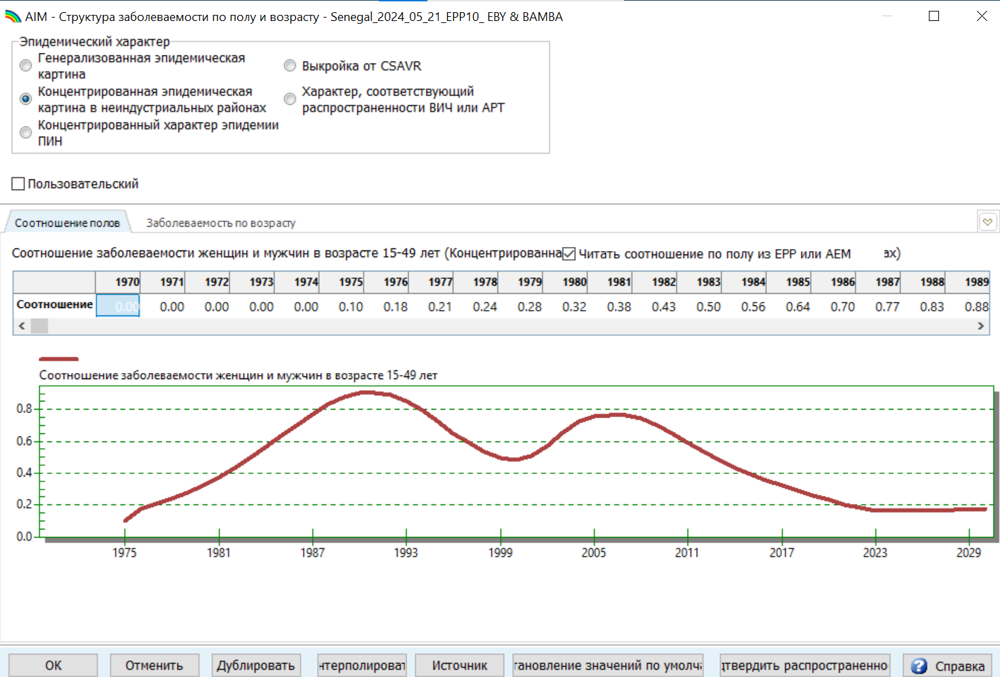 AIM - Структура заболеваемости по полу и возрасту - Senegal_2024_05_21_EPP10_ EBY & BAMBA
Эпидемический характер
Генерализованная эпидемическая
картина
Концентрированная эпидемическая
картина в неиндустриальных районах
Концентрированный характер эпидемии
ПИН
Выкройка от CSAVR
Характер, соответствующий
распространенности ВИЧ или АРТ
Пользовательский
Соотношение полов Заболеваемость по возрасту
Соотношение заболеваемости женщин и мужчин в возрасте 15-49 лет (Концентрированна Читать соотношение по полу из EPP или AEM ах)
1970 1971 1972 1973 1974 1975 1976 1977 1978 1979 1980 1981 1982 1983 1984 1985 1986 1987 1988 1989
Соотношение 0.00 0.00 0.00 0.00 0.00 0.10 0.18 0.21 0.24 0.28 0.32 0.38 0.43 0.50 0.56 0.64 0.70 0.77 0.83 0.88
Соотношение заболеваемости женщин и мужчин в возрасте 15-49 лет
0.8
0.6
0.4
0.2
0.0
1975 1981 1987 1993 1999 2005 2011 2017 2023 2029
ОК Отменить Дублировать нтерполироват Источник тановление значений по умолча дтвердить распространенно Справка